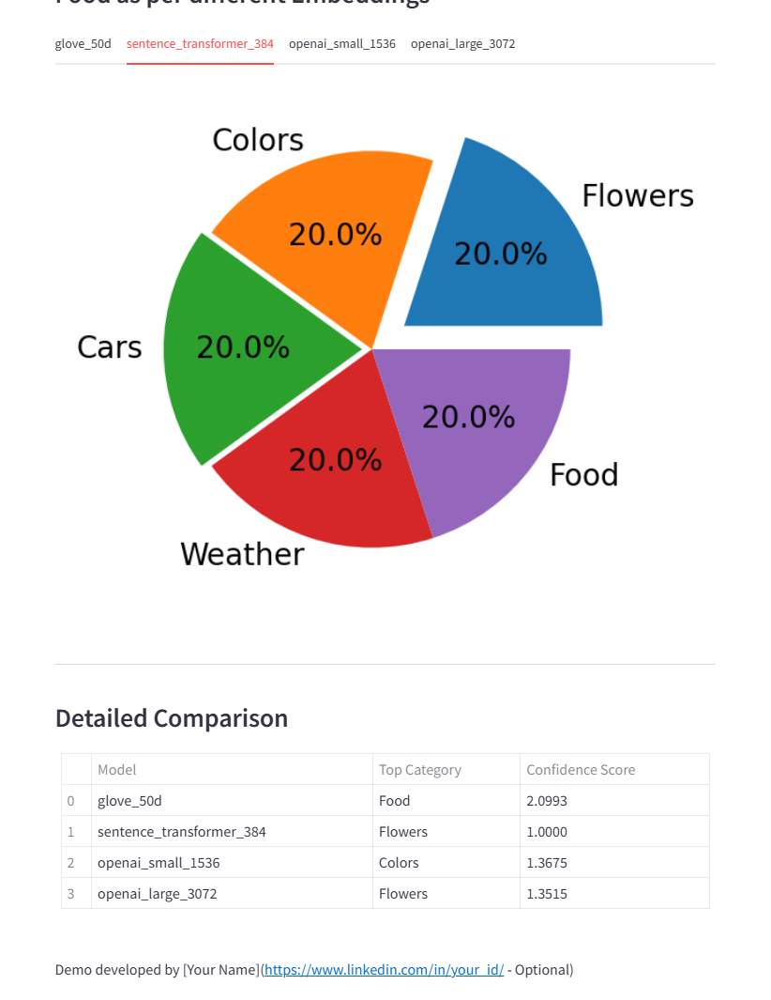 Food as per different Embeddings
glove_50d sentence_transformer_384 openai_small_1536 openai_large_3072
Colors
Flowers
20.0%
20.0%
Cars
20.0%
20.0%
20.0%
Food
Weather
Detailed Comparison
Model Top Category Confidence Score
0 glove_50d Food 2.0993
1 sentence_transformer_384 Flowers 1.0000
2 openai_small_1536 Colors 1.3675
3 openai_large_3072 Flowers 1.3515
Demo developed by [Your Name](https://www.linkedin.com/in/your_id/ - Optional)